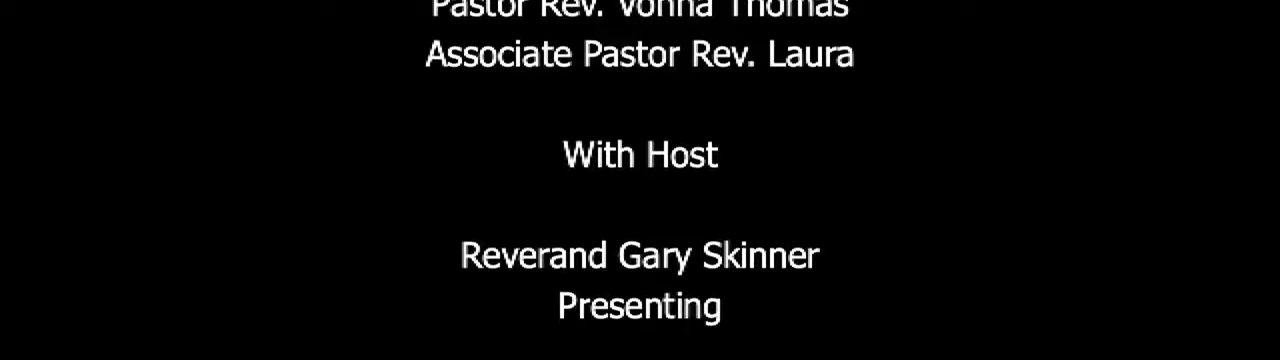 Pastor Rev. Vonna Thomas
Associate Pastor Rev. Laura
With Host
Reverand Gary Skinner
Presenting